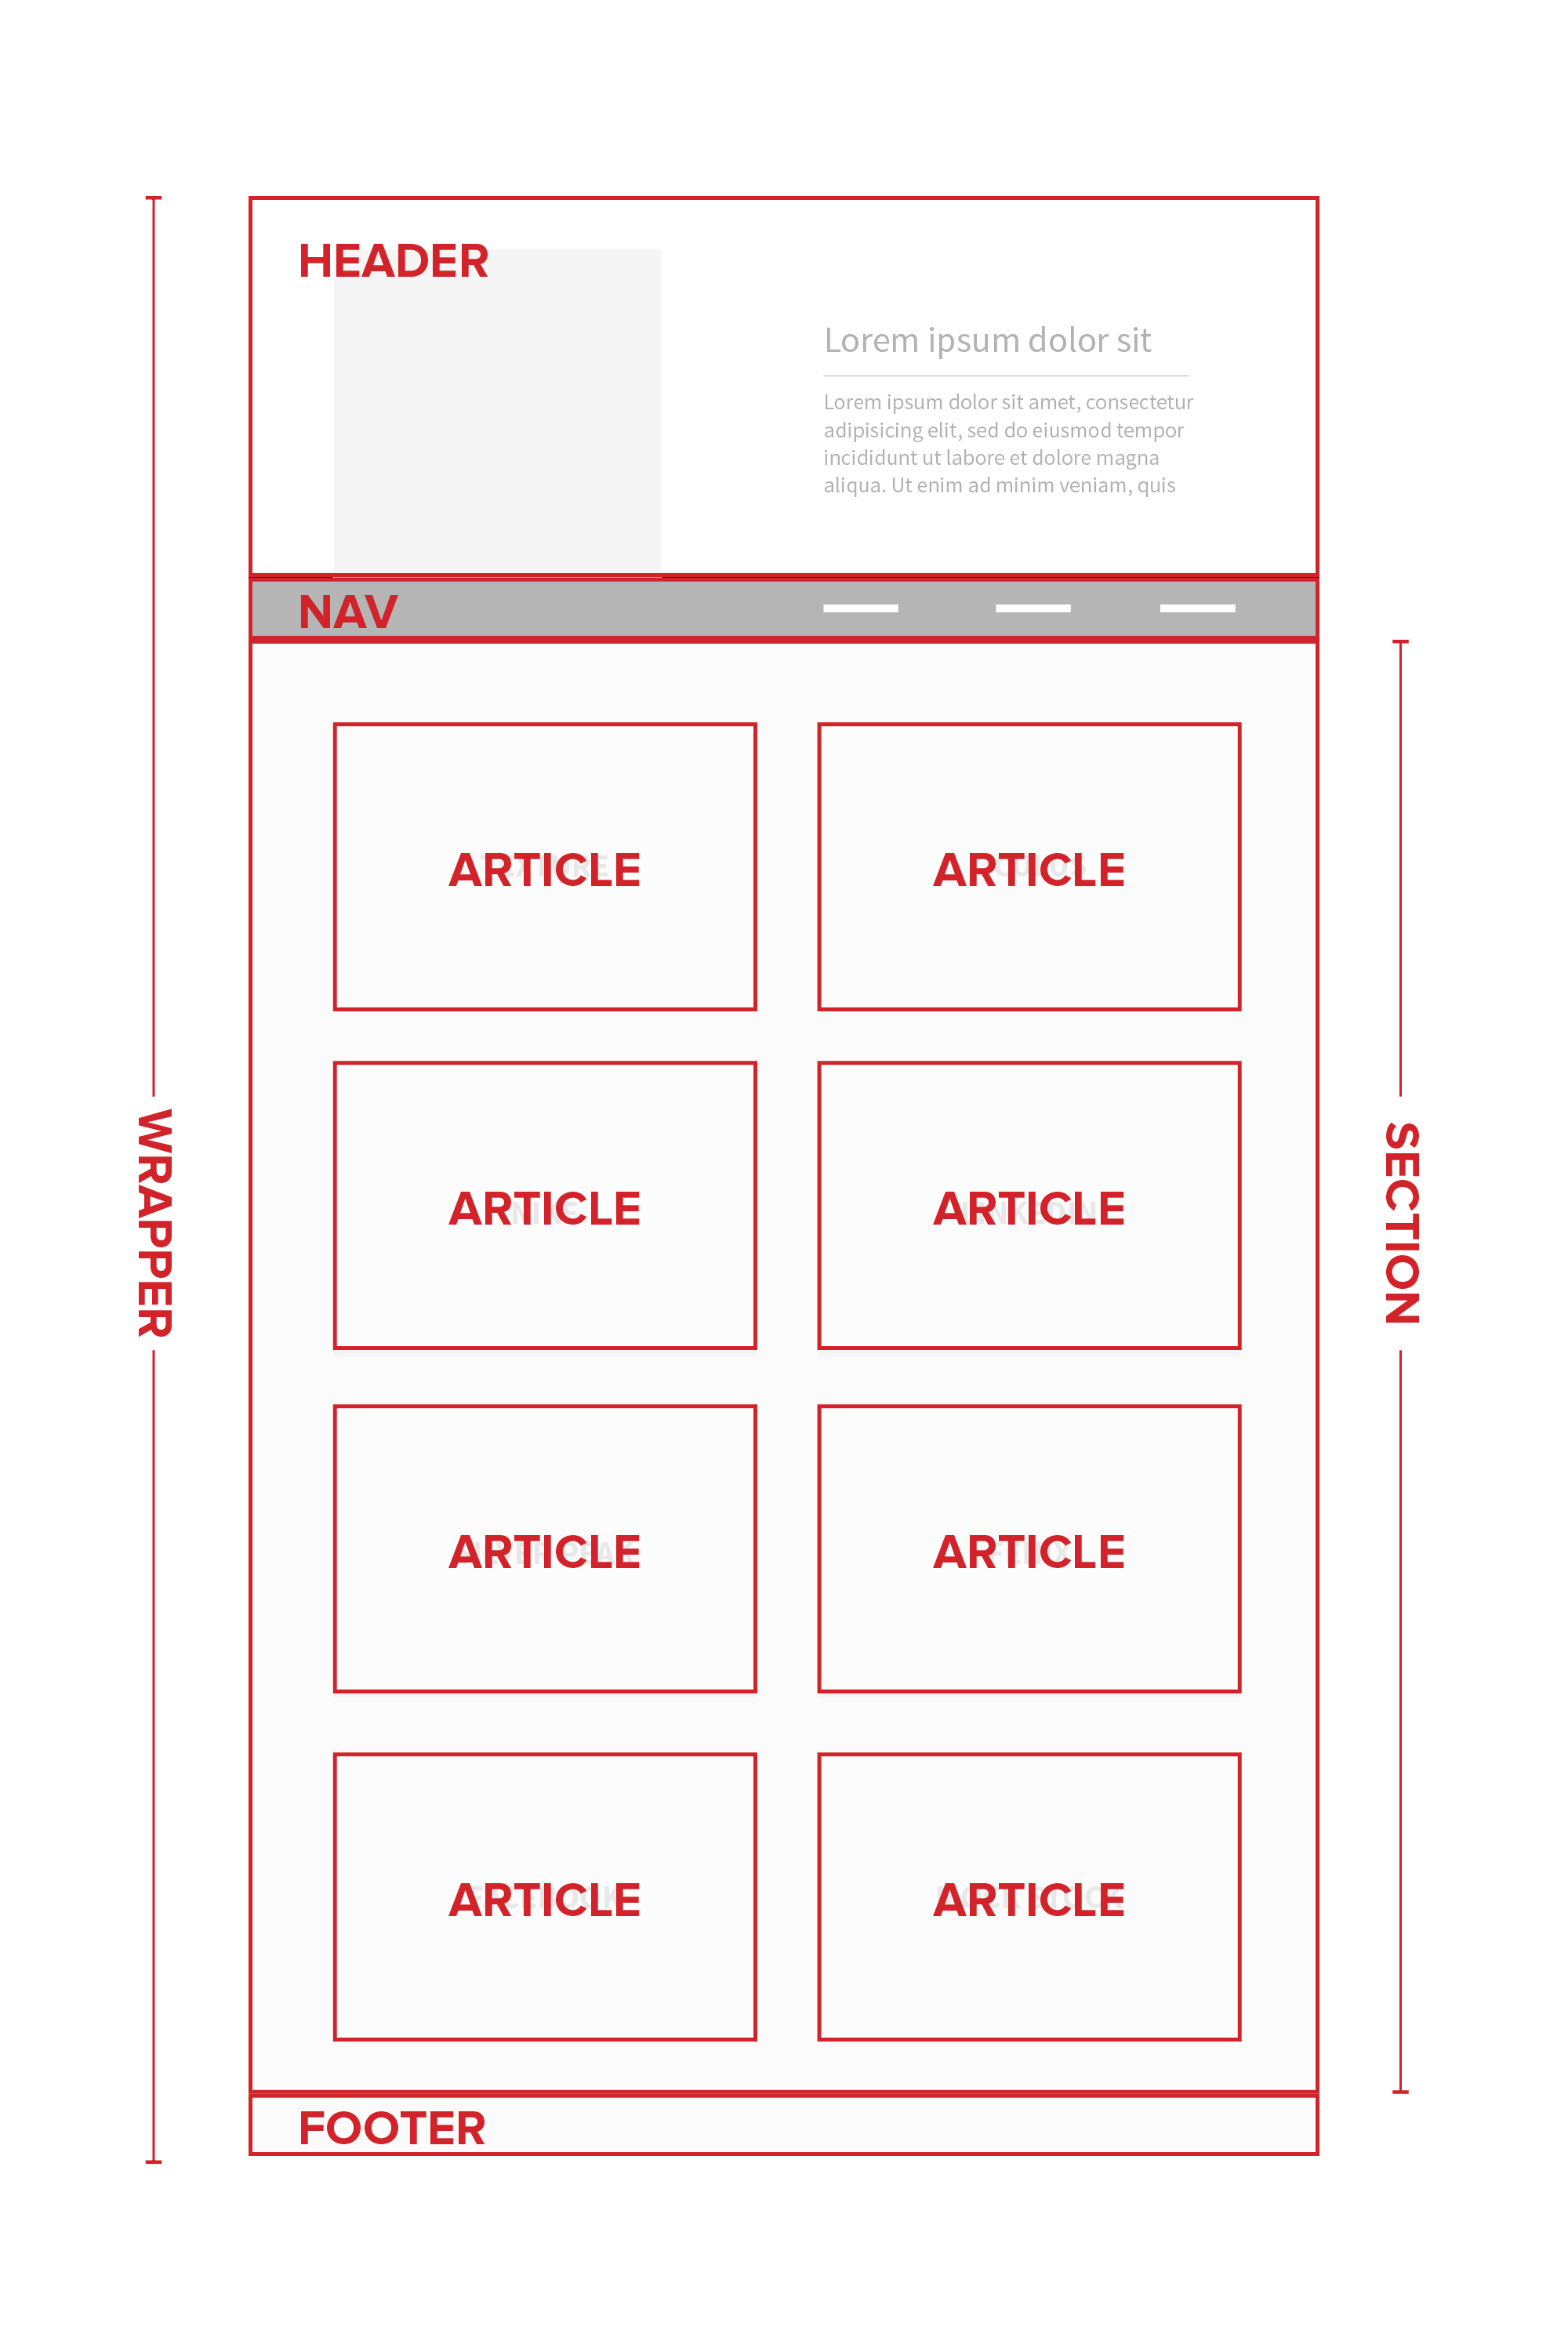 HEADER
Lorem ipsum dolor sit
Lorem ipsum dolor sit amet, consectetur
adipisicing elit, sed do eiusmod tempor
incididunt ut labore et dolore magna
aliqua. Ut enim ad minim veniam, quis
NAV
ARTICLE ARTICLE
ARTICLE ARTICLE
WRAPPER
SECTION
ARTICLE ARTICLE
ARTICLE ARTICLE
FOOTER